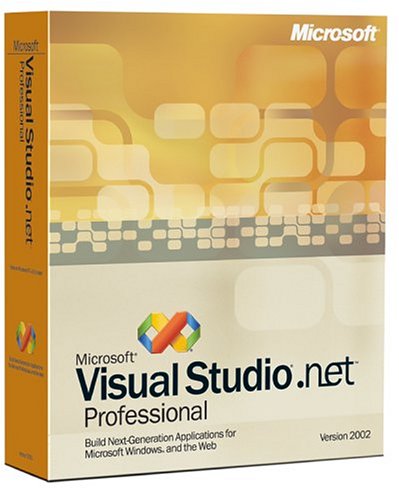 Microsoft
Microsoft
Visual Studio.net
Professional
Microsoft®
Visual Studio.net™
Professional
Build Next-Generation Applications for
Microsoft Windows® and the Web
Version 2002